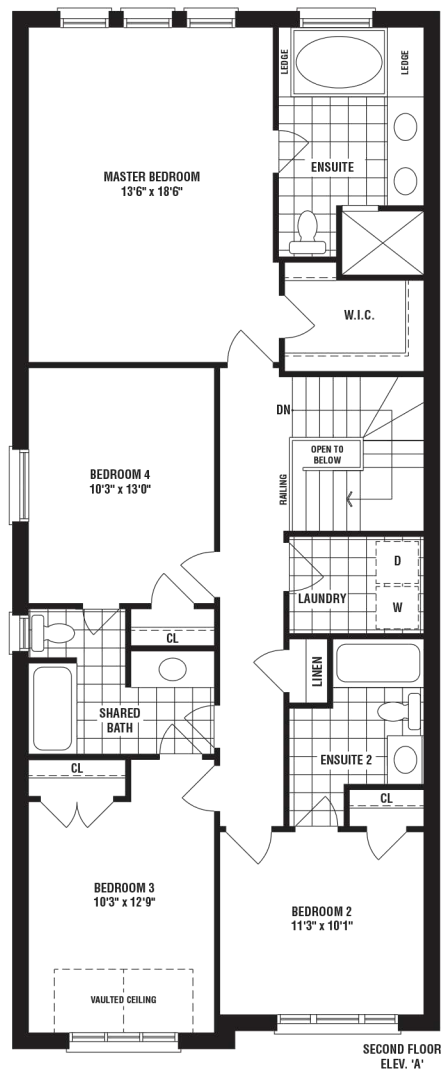 LEDGE
LEDGE
ENSUITE
MASTER BEDROOM
13'6" x 18'6"
W.I.C.
DN
OPEN TO
BELOW
RAILING
BEDROOM 4
10'3" x 13'0"
D
LAUNDRY
W
CL
LINEN
SHARED
BATH
ENSUITE 2
CL
CL
BEDROOM 3
10'3" x 12'9"
BEDROOM 2
11'3" x 10'1"
VAULTED CEILING
SECOND FLOOR
ELEV. 'A'